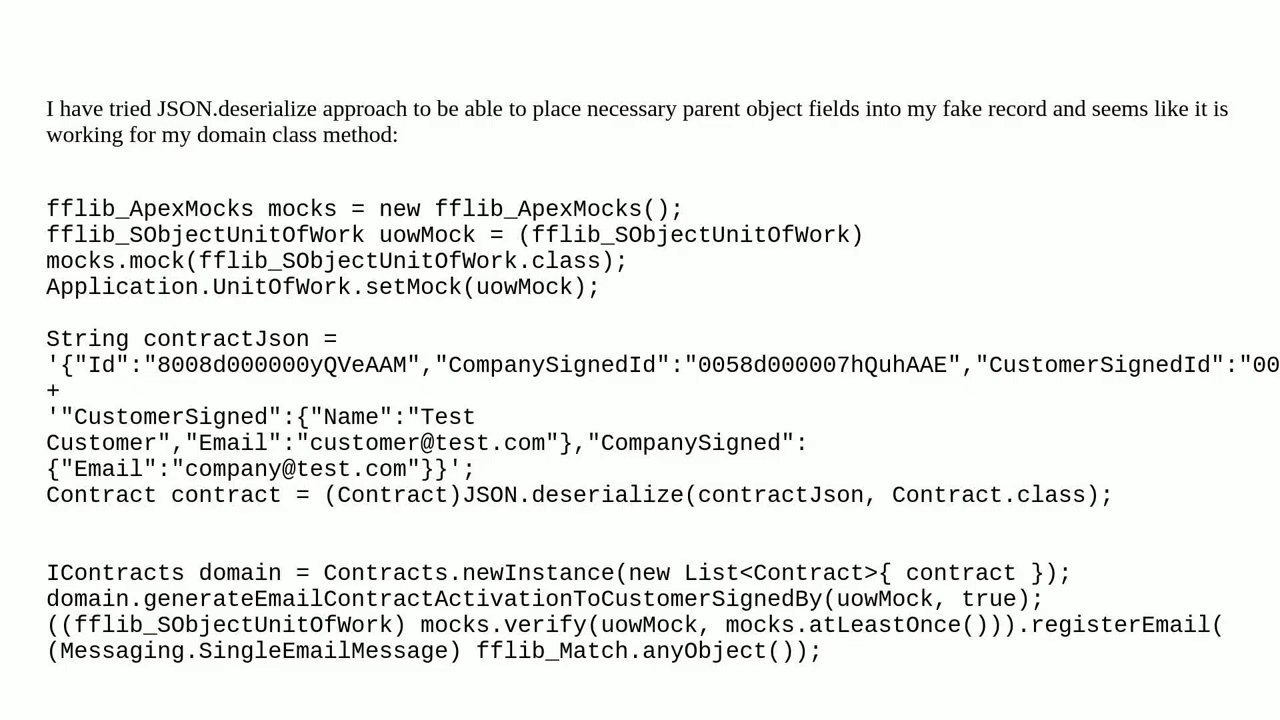 I have tried JSON.deserialize approach to be able to place necessary parent object fields into my fake record and seems like it is
working for my domain class method:
fflib_ApexMocks mocks = new fflib_ApexMocks();
fflib_SObjectUnitOfWork uowMock = (fflib_SObjectUnitOfWork)
mocks.mock(fflib_SObjectUnitOfWork.class);
Application.UnitOfWork.setMock(uowMock);
String contractJson =
'{"Id":"8008d000000yQVeAAM","CompanySignedId":"0058d000007hQuhAAE","CustomerSignedId":"00
+
'"CustomerSigned":{"Name":"Test
Customer","Email":"customer@test.com"},"CompanySigned":
{"Email":"company@test.com"}}';
Contract contract = (Contract)JSON.deserialize(contractJson, Contract.class);
IContracts domain = Contracts.newInstance(new List<Contract>{ contract });
domain.generateEmailContractActivationToCustomerSignedBy(uowMock, true);
((fflib_SObjectUnitOfWork) mocks.verify(uowMock, mocks.atLeastOnce())).registerEmail(
(Messaging.SingleEmailMessage) fflib_Match.anyObject());